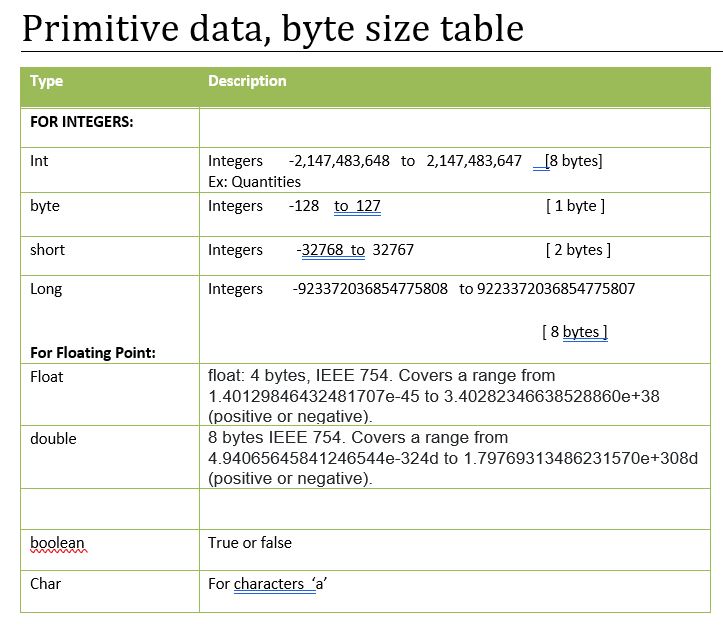 Primitive data, byte size table
Type Description
FOR INTEGERS:
Int Integers -2,147,483,648 to 2,147,483,647 [8 bytes]
Ex: Quantities
byte Integers -128 to 127 [ 1 byte ]
short Integers -32768 to 32767 [ 2 bytes ]
Long Integers -923372036854775808 to 9223372036854775807
[ 8 bytes ]
For Floating Point:
Float float: 4 bytes, IEEE 754. Covers a range from
1.40129846432481707e-45 to 3.40282346638528860e+38
(positive or negative).
double 8 bytes IEEE 754. Covers a range from
4.94065645841246544e-324d to 1.79769313486231570e+308d
(positive or negative).
boolean True or false
Char For characters ‘a’